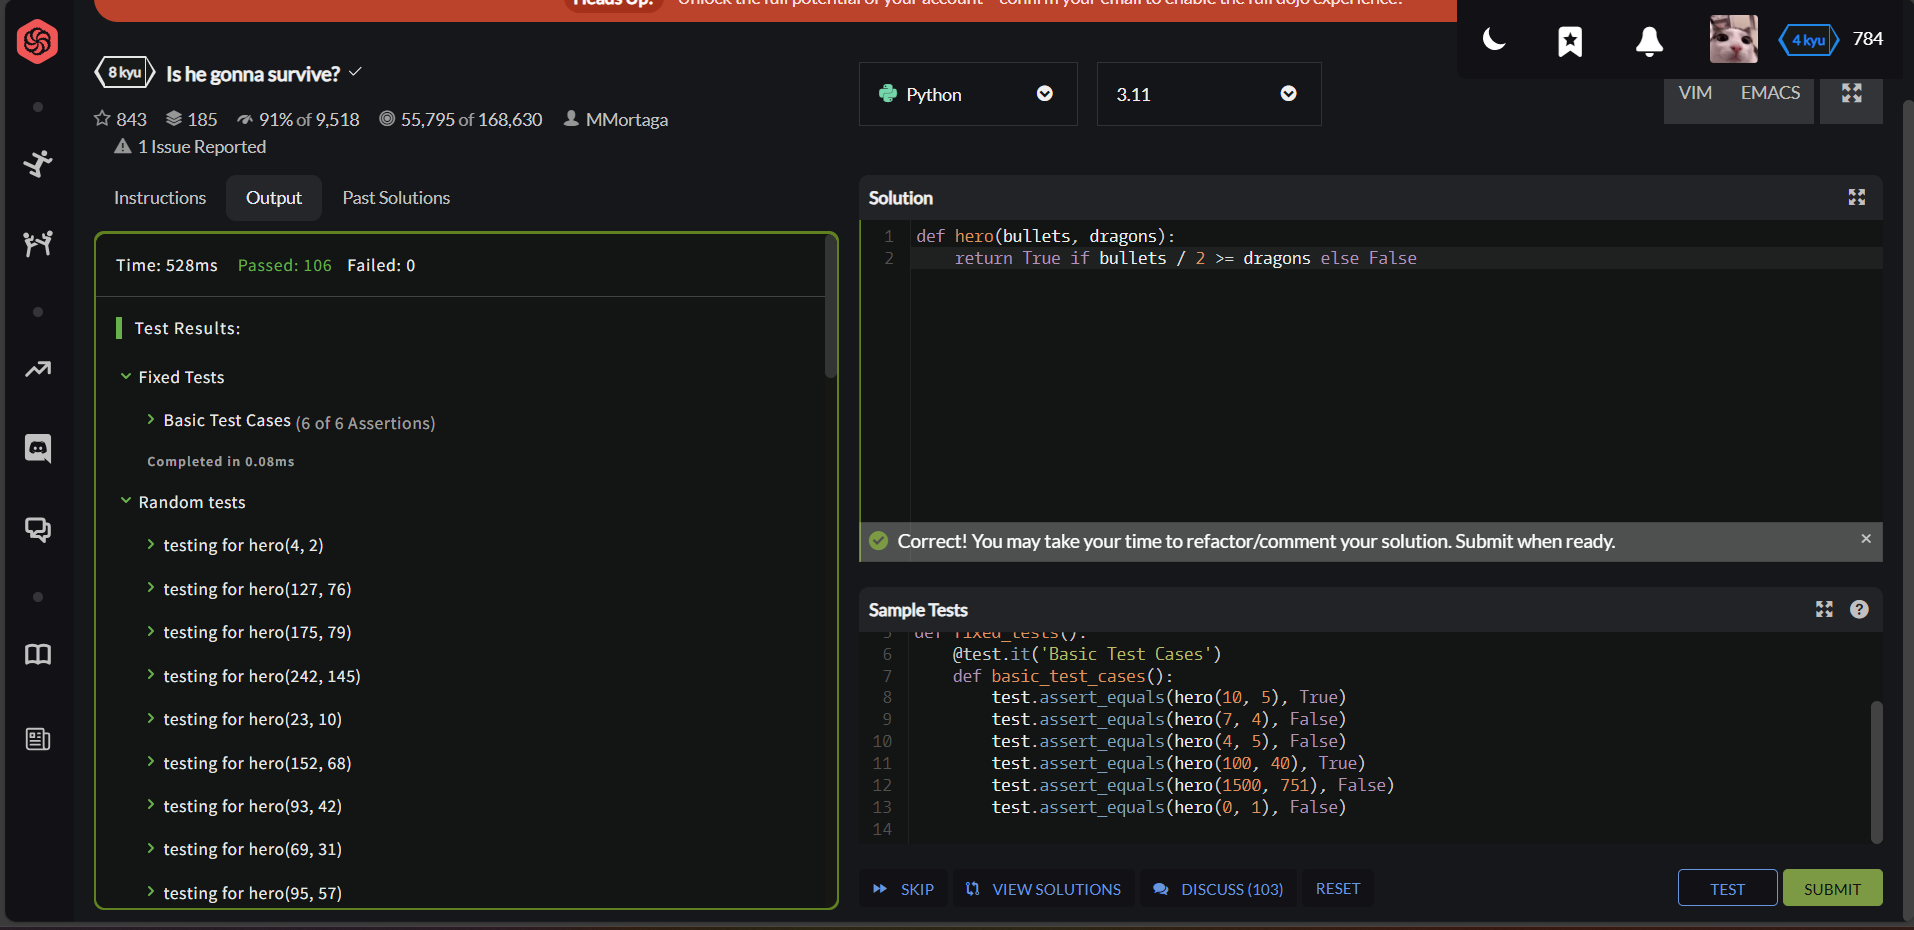 Heads Up! Unlock the full potential of your account - confirm your email to enable the full dojo experience!
4 kyu 784
8 kyu Is he gonna survive?
843 185 91% of 9,518 55,795 of 168,630 MMortaga
1 Issue Reported
Python 3.11 VIM EMACS
Instructions Output Past Solutions
Time: 528ms Passed: 106 Failed: 0
Test Results:
Fixed Tests
Basic Test Cases (6 of 6 Assertions)
Completed in 0.08ms
Random tests
testing for hero(4, 2)
testing for hero(127, 76)
testing for hero(175, 79)
testing for hero(242, 145)
testing for hero(23, 10)
testing for hero(152, 68)
testing for hero(93, 42)
testing for hero(69, 31)
testing for hero(95, 57)
Solution
1 def hero(bullets, dragons):
2 return True if bullets / 2 >= dragons else False
Correct! You may take your time to refactor/comment your solution. Submit when ready. ×
Sample Tests ?
5 def fixed_tests():
6 @test.it('Basic Test Cases')
7 def basic_test_cases():
8 test.assert_equals(hero(10, 5), True)
9 test.assert_equals(hero(7, 4), False)
10 test.assert_equals(hero(4, 5), False)
11 test.assert_equals(hero(100, 40), True)
12 test.assert_equals(hero(1500, 751), False)
13 test.assert_equals(hero(0, 1), False)
14
SKIP VIEW SOLUTIONS DISCUSS (103) RESET TEST SUBMIT